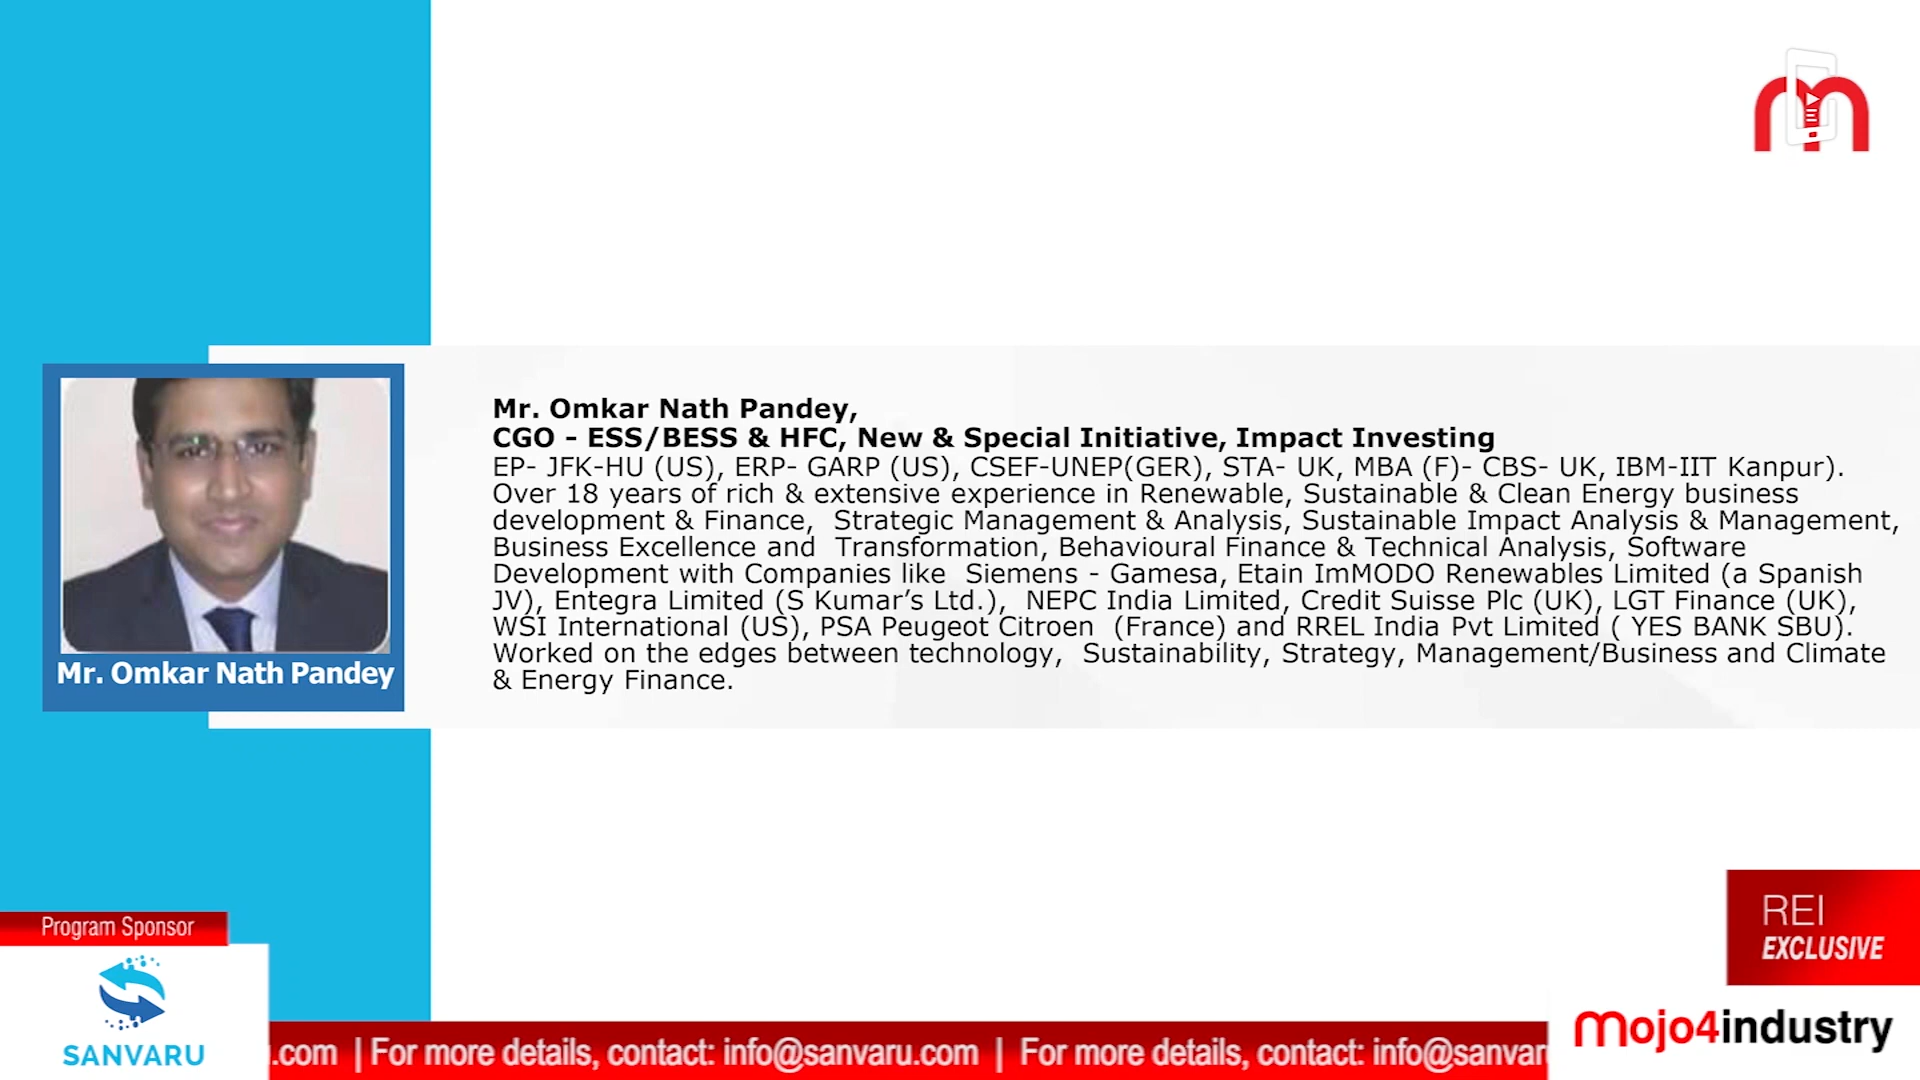 Mr. Omkar Nath Pandey,
CGO - ESS/BESS & HFC, New & Special Initiative, Impact Investing
EP- JFK-HU (US), ERP- GARP (US), CSEF-UNEP(GER), STA- UK, MBA (F)- CBS- UK, IBM-IIT Kanpur).
Over 18 years of rich & extensive experience in Renewable, Sustainable & Clean Energy business
development & Finance,  Strategic Management & Analysis, Sustainable Impact Analysis & Management,
Business Excellence and  Transformation, Behavioural Finance & Technical Analysis, Software
Development with Companies like  Siemens - Gamesa, Etain ImMODO Renewables Limited (a Spanish
JV), Entegra Limited (S Kumar’s Ltd.),  NEPC India Limited, Credit Suisse Plc (UK), LGT Finance (UK),
WSI International (US), PSA Peugeot Citroen  (France) and RREL India Pvt Limited ( YES BANK SBU).
Worked on the edges between technology,  Sustainability, Strategy, Management/Business and Climate
& Energy Finance.
Mr. Omkar Nath Pandey
Program Sponsor
SANVARU
REI
EXCLUSIVE
mojo4industry
.com | For more details, contact: info@sanvaru.com | For more details, contact: info@sanvar